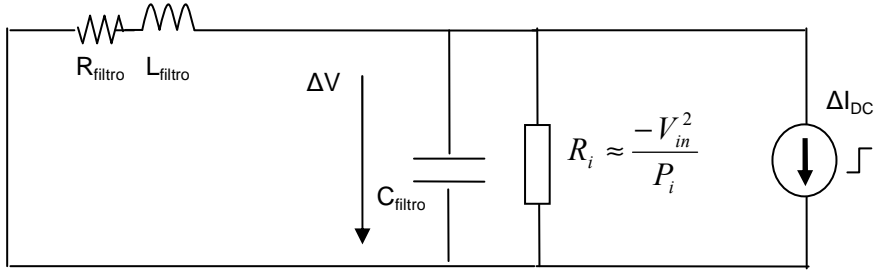 R_filtro L_filtro
ΔV
C_filtro
R_i ≈ -V_in^2 / P_i
ΔI_DC